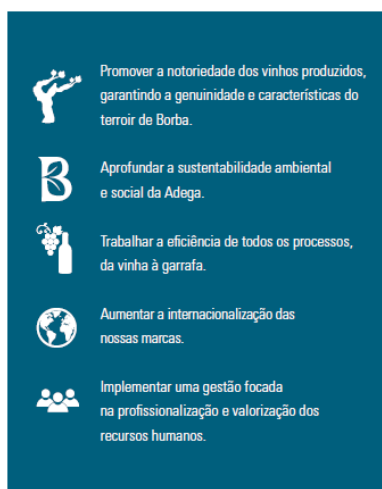 Promover a notoriedade dos vinhos produzidos,
garantindo a genuinidade e características do
terroir de Borba.
Aprofundar a sustentabilidade ambiental
e social da Adega.
Trabalhar a eficiência de todos os processos,
da vinha à garrafa.
Aumentar a internacionalização das
nossas marcas.
Implementar uma gestão focada
na profissionalização e valorização dos
recursos humanos.